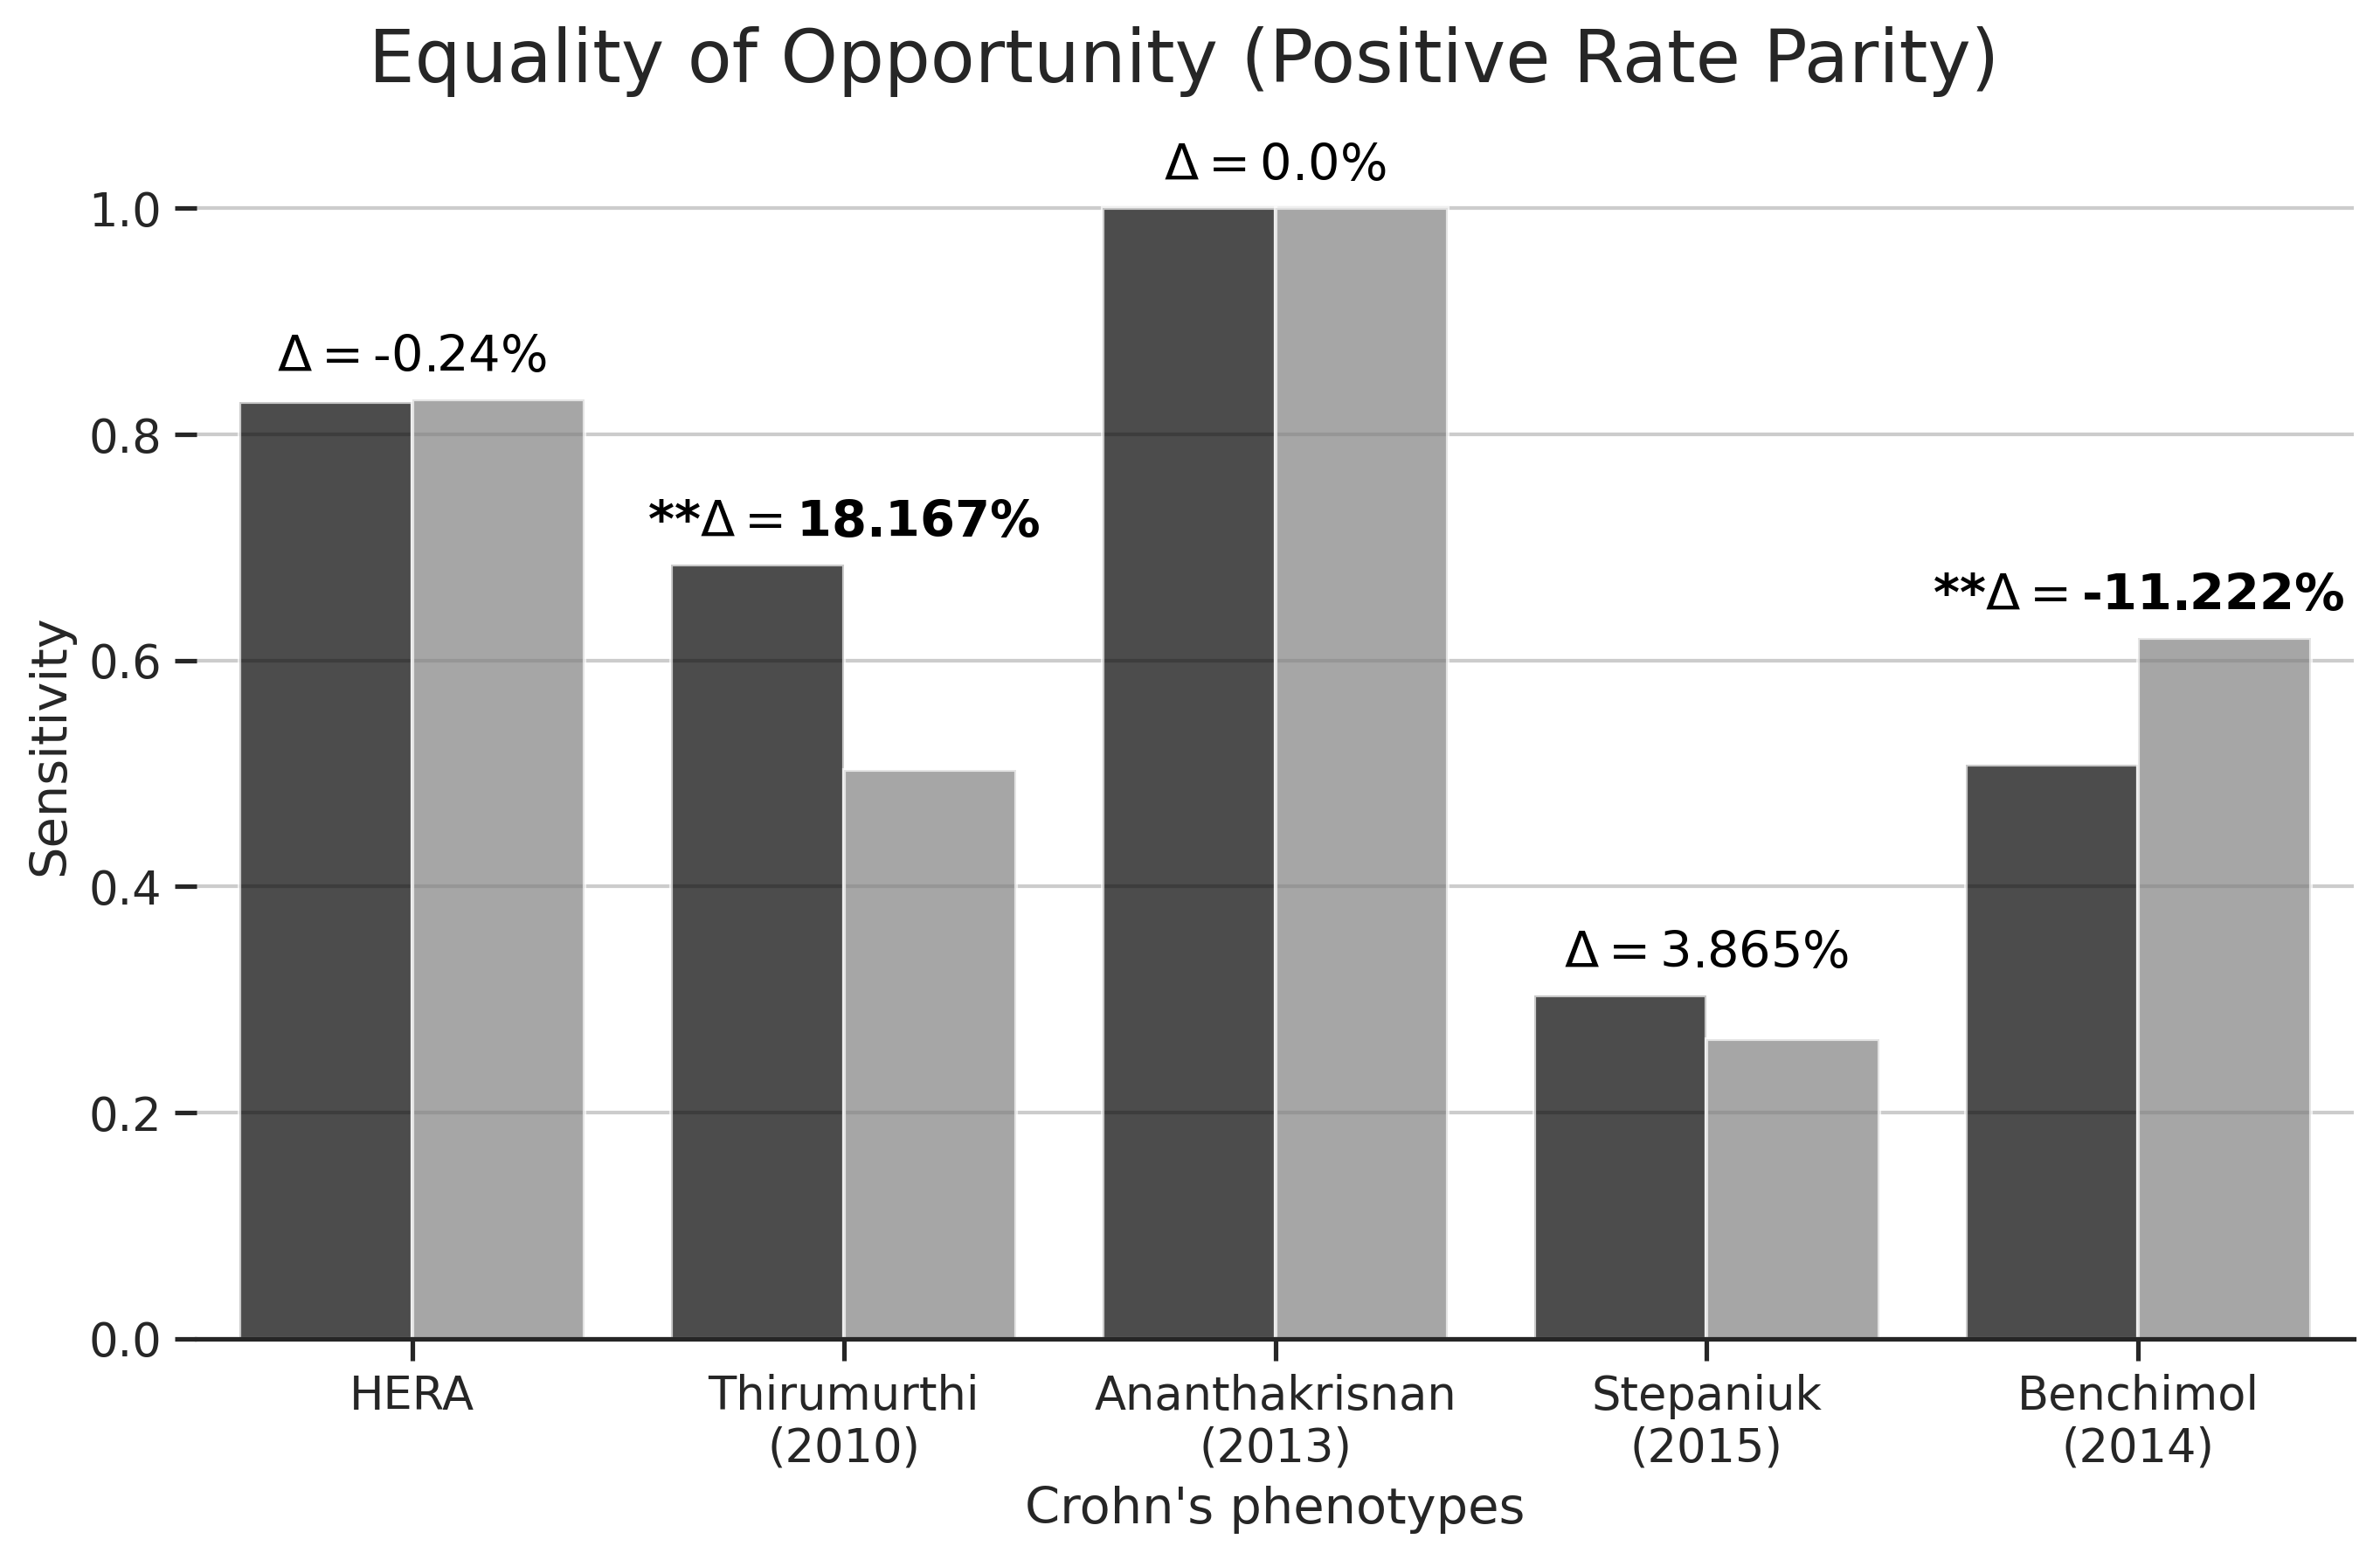 Equality of Opportunity (Positive Rate Parity)
Δ = 0.0%
1.0
Δ = -0.24%
0.8
**Δ = 18.167%
**Δ = -11.222%
0.6
Sensitivity
0.4
Δ = 3.865%
0.2
0.0
HERA
Thirumurthi
(2010)
Ananthakrisnan
(2013)
Stepaniuk
(2015)
Benchimol
(2014)
Crohn's phenotypes